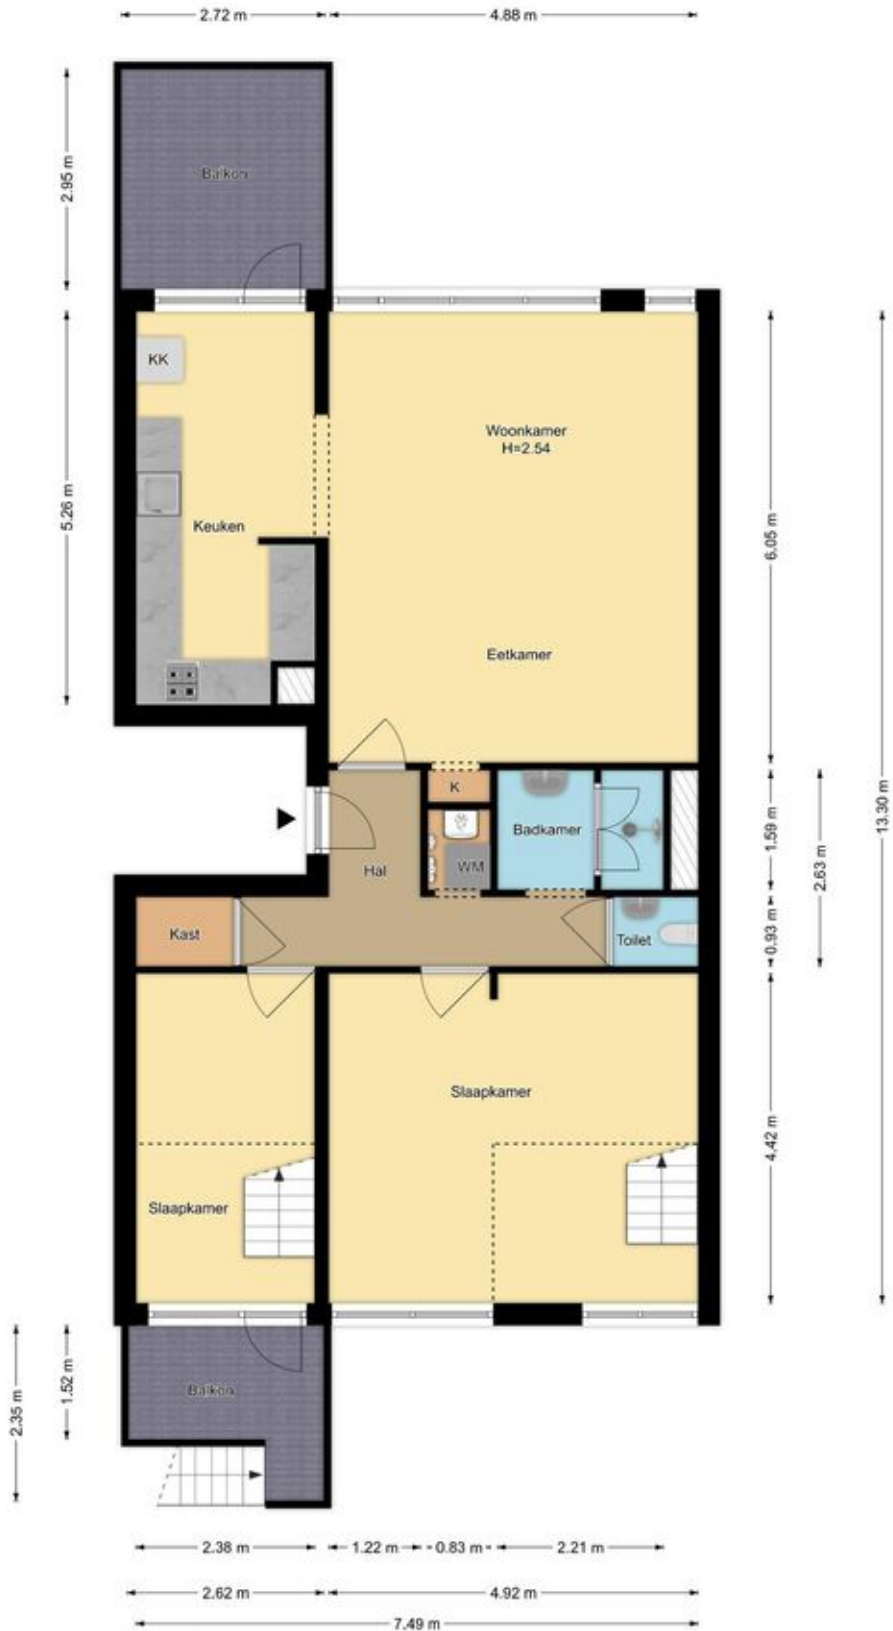 2.72 m
4.88 m
2.95 m
Balkon
KK
Woonkamer
H=2.54
5.26 m
Keuken
6.05 m
Eetkamer
K
13.30 m
Badkamer
1.59 m
WM
Hal
2.63 m
Kast
Toilet
0.93 m
Slaapkamer
4.42 m
Slaapkamer
Balkon
1.52 m
2.35 m
2.38 m
1.22 m
0.83 m
2.21 m
2.62 m
4.92 m
7.49 m